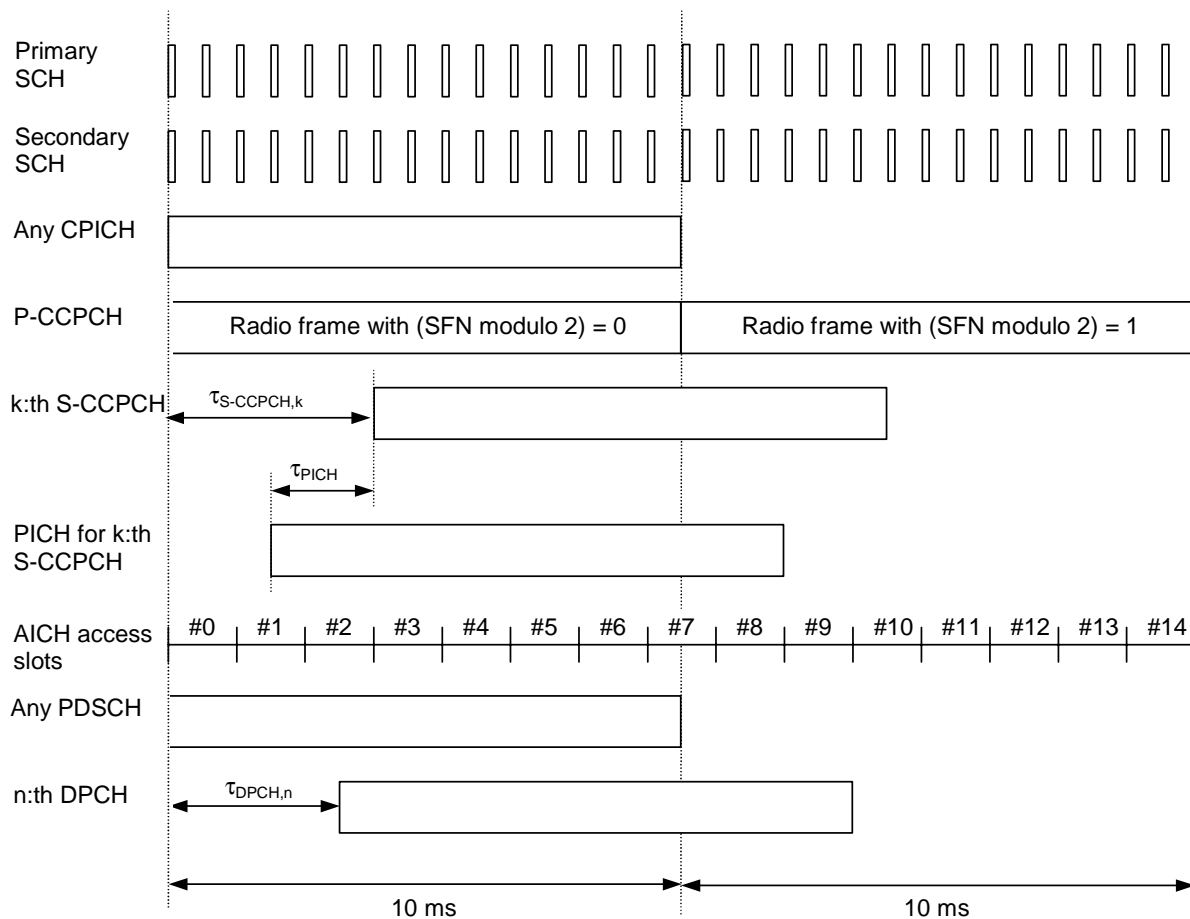 Primary
SCH
Secondary
SCH
Any CPICH
P-CCPCH
Radio frame with (SFN modulo 2) = 0
Radio frame with (SFN modulo 2) = 1
k:th S-CCPCH
τS-CCPCH,k
τPICH
PICH for k:th
S-CCPCH
AICH access
slots
#0 #1 #2 #3 #4 #5 #6 #7 #8 #9 #10 #11 #12 #13 #14
Any PDSCH
n:th DPCH
τDPCH,n
10 ms
10 ms